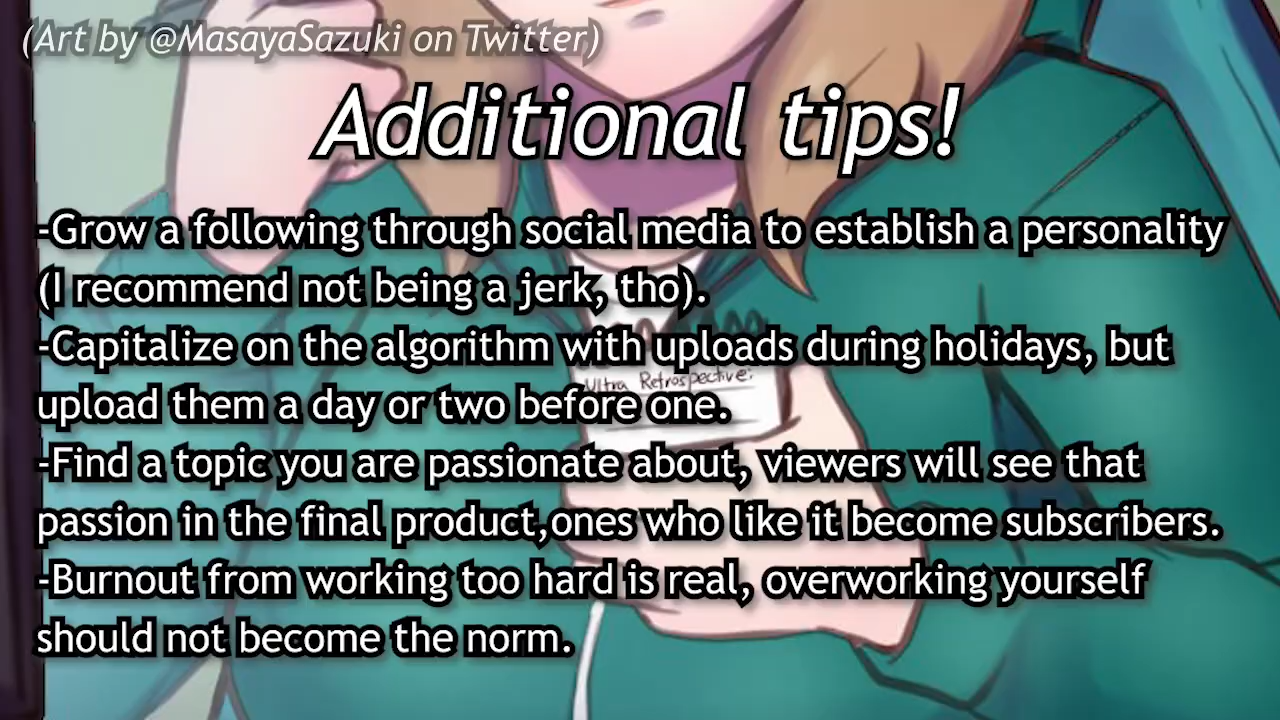 (Art by @MasayaSazuki on Twitter)
Additional tips!
-Grow a following through social media to establish a personality
(I recommend not being a jerk, tho).
-Capitalize on the algorithm with uploads during holidays, but
Ultra Retrospective:
upload them a day or two before one.
-Find a topic you are passionate about, viewers will see that
passion in the final product,ones who like it become subscribers.
-Burnout from working too hard is real, overworking yourself
should not become the norm.